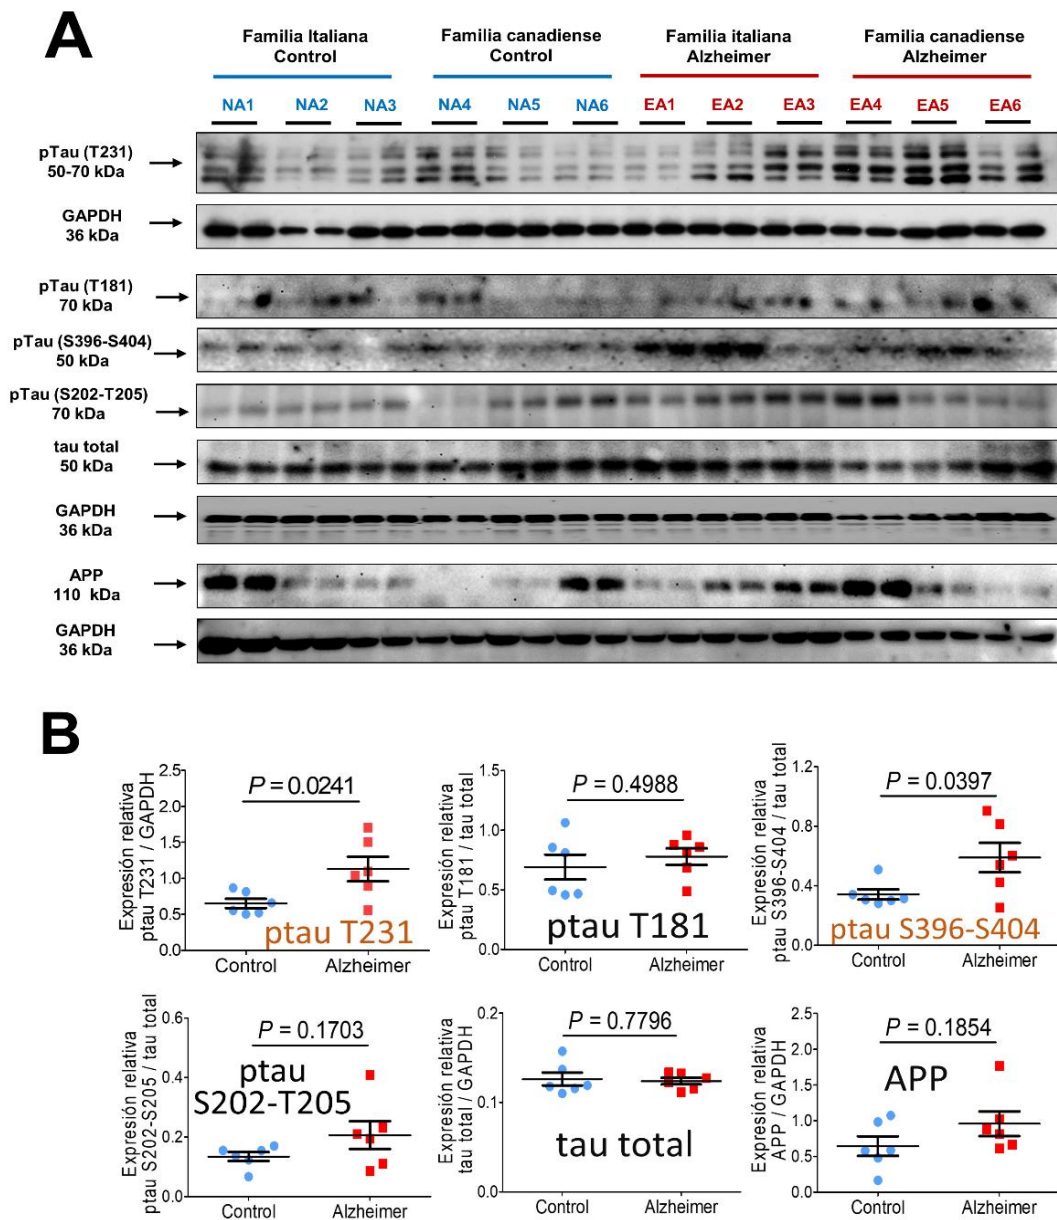 A
Familia Italiana
Control
Familia canadiense
Control
Familia italiana
Alzheimer
Familia canadiense
Alzheimer
NA1 NA2 NA3 NA4 NA5 NA6 EA1 EA2 EA3 EA4 EA5 EA6
pTau (T231)
50-70 kDa
GAPDH
36 kDa
pTau (T181)
70 kDa
pTau (S396-S404)
50 kDa
pTau (S202-T205)
70 kDa
tau total
50 kDa
GAPDH
36 kDa
APP
110 kDa
GAPDH
36 kDa
B
Expresión relativa
ptau T231 / GAPDH
2.5
2.0
1.5
1.0
0.5
0.0
P = 0.0241
ptau T231
Control Alzheimer
Expresión relativa
ptau T181 / tau total
1.5
1.0
0.5
0.0
P = 0.4988
ptau T181
Control Alzheimer
Expresión relativa
ptau S396-S404 / tau total
1.2
0.8
0.4
0.0
P = 0.0397
ptau S396-S404
Control Alzheimer
Expresión relativa
ptau S202-S205 / tau total
0.6
0.4
0.2
0.0
P = 0.1703
ptau
S202-T205
Control Alzheimer
Expresión relativa
tau total / GAPDH
0.2
0.1
0.0
P = 0.7796
tau total
Control Alzheimer
Expresión relativa
APP / GAPDH
2.5
2.0
1.5
1.0
0.5
0.0
P = 0.1854
APP
Control Alzheimer